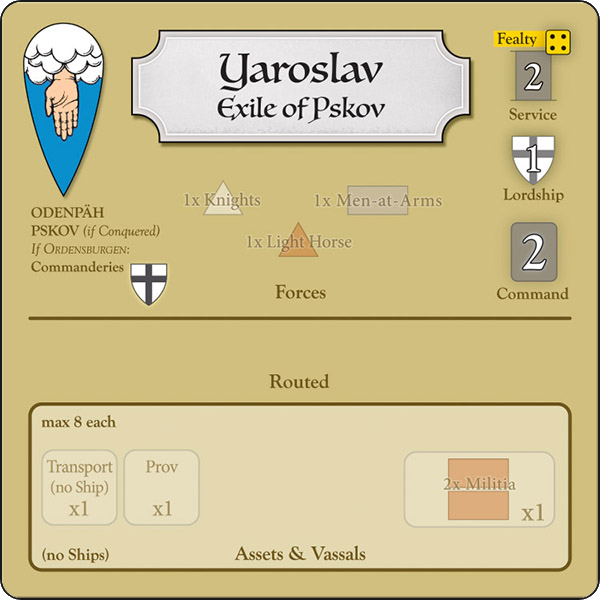 Yaroslav
Exile of Pskov
Fealty
2
Service
1
Lordship
2
Command
ODENPÄH
PSKOV (if Conquered)
If ORDENSBURGEN:
Commanderies
1x Knights
1x Men-at-Arms
1x Light Horse
Forces
Routed
max 8 each
Transport
(no Ship)
x1
Prov
x1
2x Militia
x1
(no Ships)
Assets & Vassals